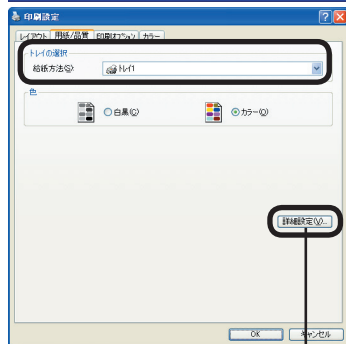 印刷設定
レイアウト 用紙/品質 印刷オプション カラー
トレイの選択
給紙方法(S): トレイ1
色
白黒(K) カラー(O)
詳細設定(V)...
OK キャンセル